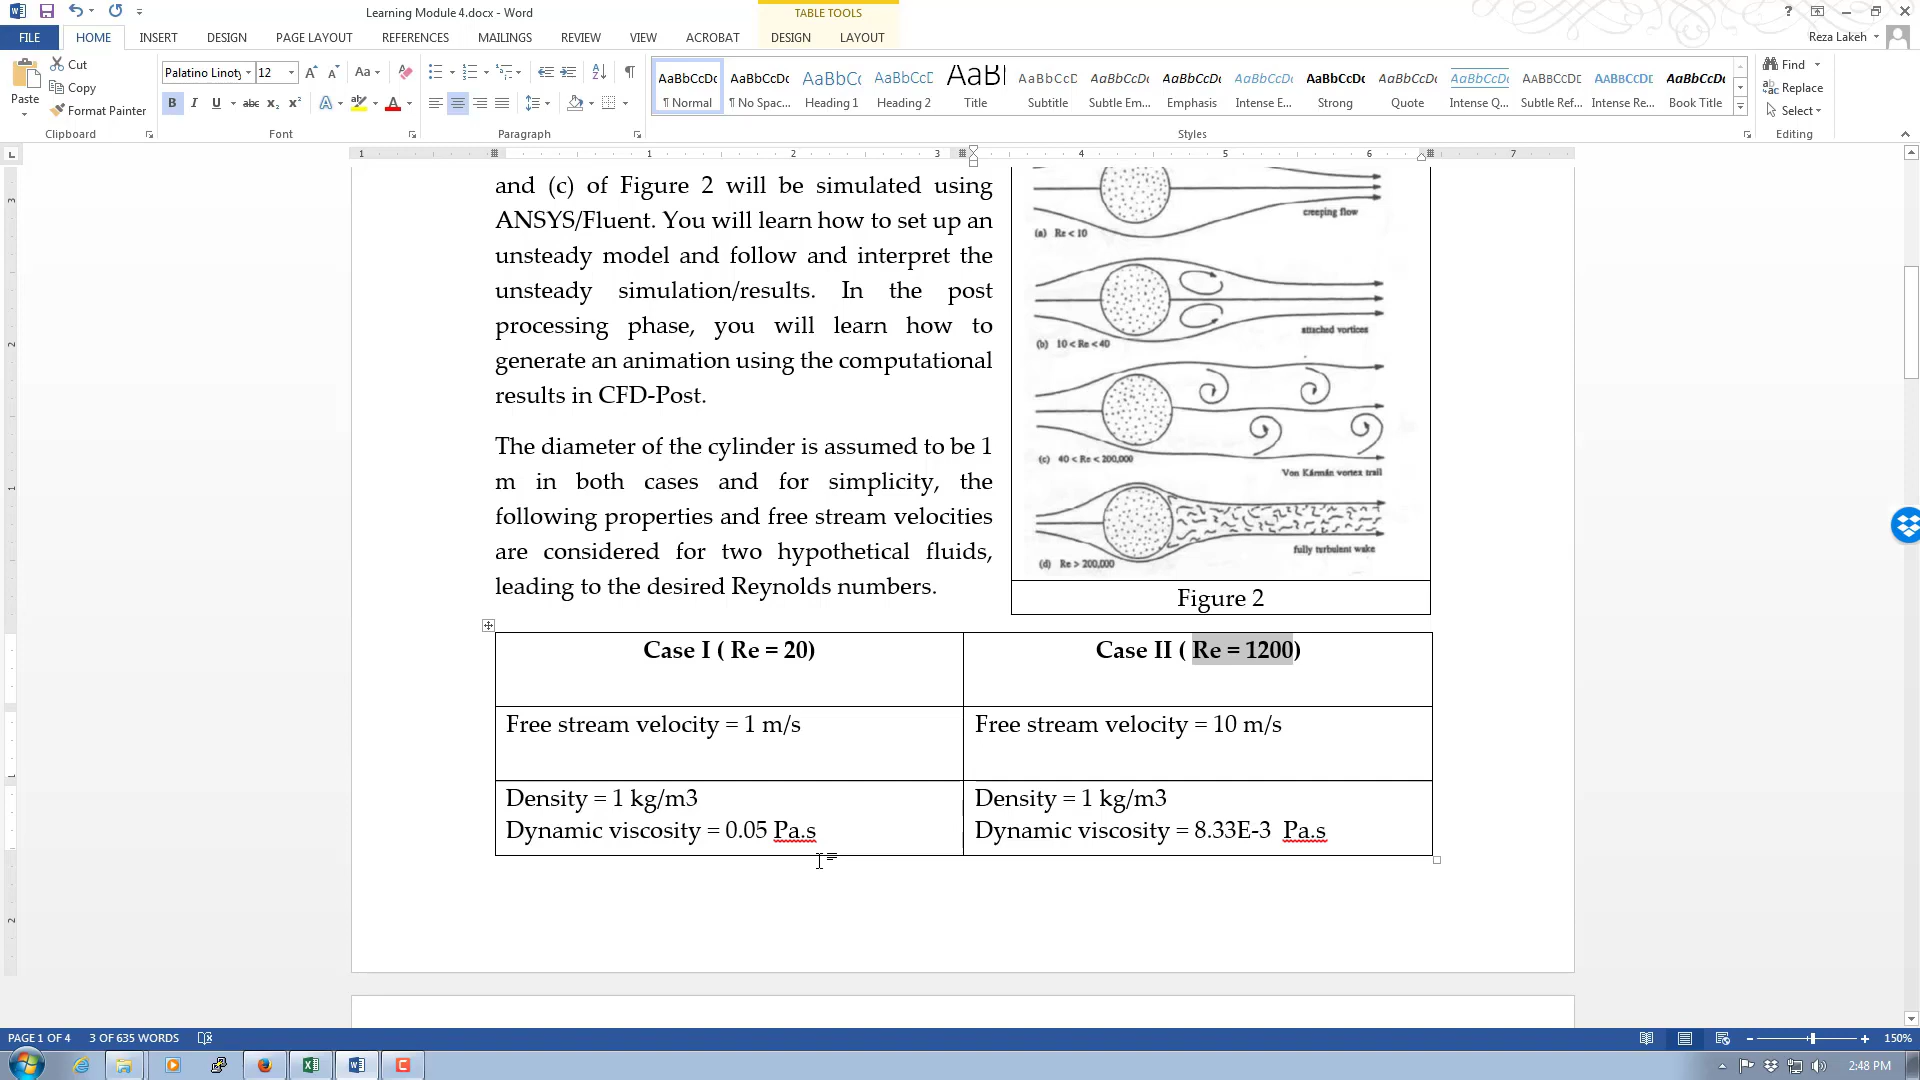 Learning Module 4.docx - Word
TABLE TOOLS
FILE HOME INSERT DESIGN PAGE LAYOUT REFERENCES MAILINGS REVIEW VIEW ACROBAT DESIGN LAYOUT
Reza Lakeh
Paste
Cut
Copy
Format Painter
Clipboard
Palatino Linoty 12
Font
Paragraph
AaBbCcDc AaBbCcDc AaBbCc AaBbCcD AaB AaBbCcD AaBbCcDc AaBbCcDc AaBbCcDc AaBbCcDc AaBbCcDc AaBbCcDc AaBbCcDD AaBbCcDD AaBbCcDc
¶ Normal ¶ No Spac... Heading 1 Heading 2 Title Subtitle Subtle Em... Emphasis Intense E... Strong Quote Intense Q... Subtle Ref... Intense Re... Book Title
Styles
Find
Replace
Select
Editing
1 1 2 3 4 5 6 7
and (c) of Figure 2 will be simulated using
ANSYS/Fluent. You will learn how to set up an
unsteady model and follow and interpret the
unsteady simulation/results. In the post
processing phase, you will learn how to
generate an animation using the computational
results in CFD-Post.
The diameter of the cylinder is assumed to be 1
m in both cases and for simplicity, the
following properties and free stream velocities
are considered for two hypothetical fluids,
leading to the desired Reynolds numbers.
creeping flow
(a) Re < 10
attached vortices
(b) 10 < Re < 40
(c) 40 < Re < 200,000
Von Kármán vortex trail
fully turbulent wake
(d) Re > 200,000
Figure 2
Case I ( Re = 20) Case II ( Re = 1200)
Free stream velocity = 1 m/s Free stream velocity = 10 m/s
Density = 1 kg/m3 Density = 1 kg/m3
Dynamic viscosity = 0.05 Pa.s Dynamic viscosity = 8.33E-3 Pa.s
PAGE 1 OF 4 3 OF 635 WORDS
150%
2:48 PM